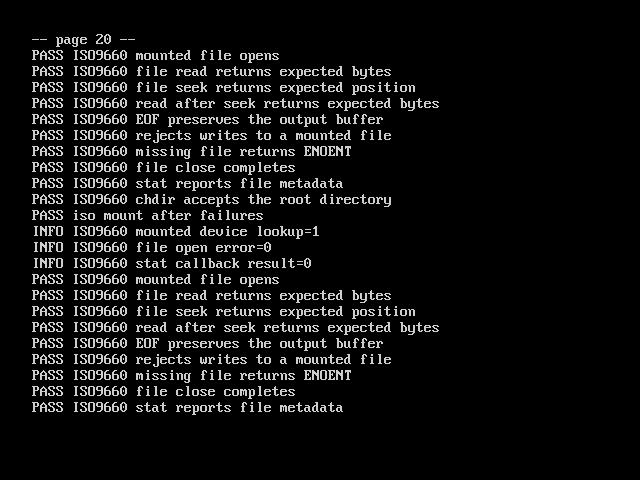 -- page 20 --
PASS ISO9660 mounted file opens
PASS ISO9660 file read returns expected bytes
PASS ISO9660 file seek returns expected position
PASS ISO9660 read after seek returns expected bytes
PASS ISO9660 EOF preserves the output buffer
PASS ISO9660 rejects writes to a mounted file
PASS ISO9660 missing file returns ENOENT
PASS ISO9660 file close completes
PASS ISO9660 stat reports file metadata
PASS ISO9660 chdir accepts the root directory
PASS iso mount after failures
INFO ISO9660 mounted device lookup=1
INFO ISO9660 file open error=0
INFO ISO9660 stat callback result=0
PASS ISO9660 mounted file opens
PASS ISO9660 file read returns expected bytes
PASS ISO9660 file seek returns expected position
PASS ISO9660 read after seek returns expected bytes
PASS ISO9660 EOF preserves the output buffer
PASS ISO9660 rejects writes to a mounted file
PASS ISO9660 missing file returns ENOENT
PASS ISO9660 file close completes
PASS ISO9660 stat reports file metadata